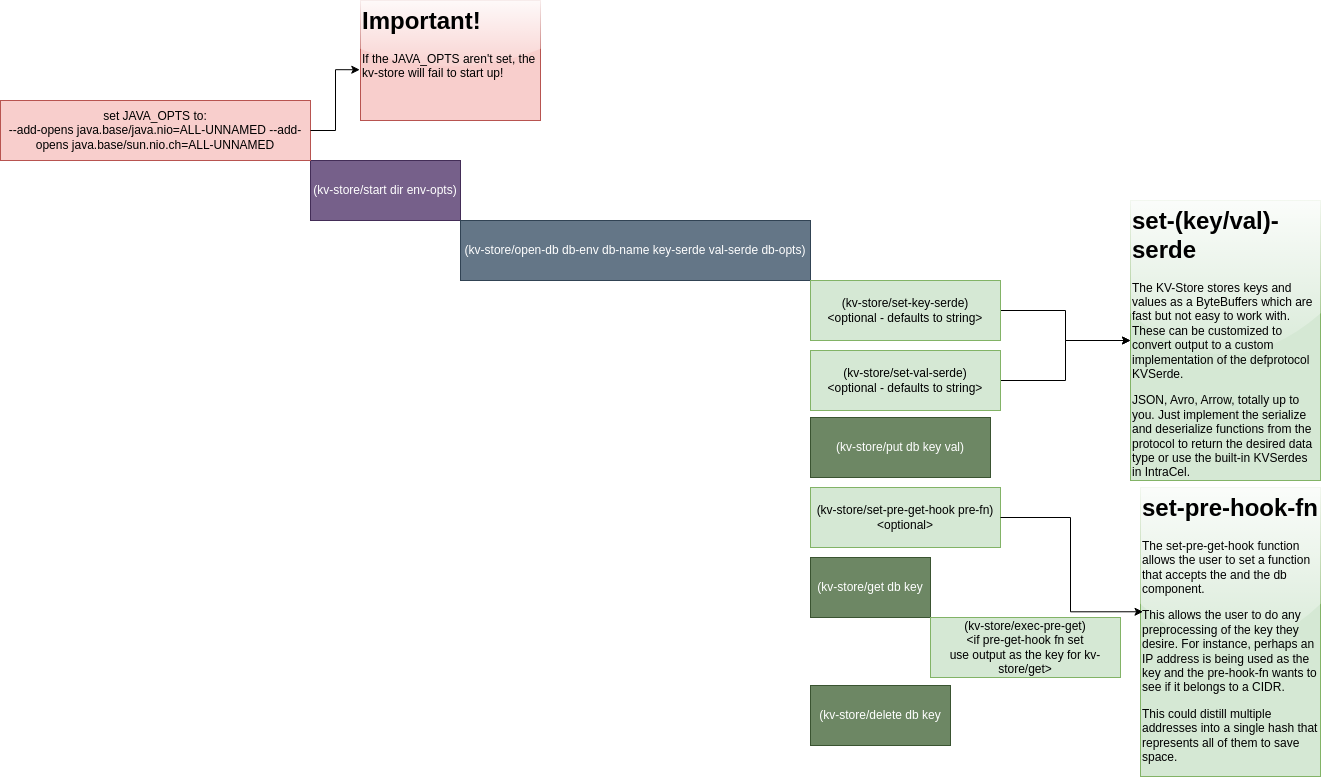 Important!
If the JAVA_OPTS aren't set, the
kv-store will fail to start up!
set JAVA_OPTS to:
--add-opens java.base/java.nio=ALL-UNNAMED --add-
opens java.base/sun.nio.ch=ALL-UNNAMED
(kv-store/start dir env-opts)
(kv-store/open-db db-env db-name key-serde val-serde db-opts)
(kv-store/set-key-serde)
<optional - defaults to string>
(kv-store/set-val-serde)
<optional - defaults to string>
set-(key/val)-
serde
The KV-Store stores keys and
values as a ByteBuffers which are
fast but not easy to work with.
These can be customized to
convert output to a custom
implementation of the defprotocol
KVSerde.
JSON, Avro, Arrow, totally up to
you. Just implement the serialize
and deserialize functions from the
protocol to return the desired data
type or use the built-in KVSerdes
in IntraCel.
(kv-store/put db key val)
(kv-store/set-pre-get-hook pre-fn)
<optional>
set-pre-hook-fn
The set-pre-get-hook function
allows the user to set a function
that accepts the and the db
component.
This allows the user to do any
preprocessing of the key they
desire. For instance, perhaps an
IP address is being used as the
key and the pre-hook-fn wants to
see if it belongs to a CIDR.
This could distill multiple
addresses into a single hash that
represents all of them to save
space.
(kv-store/get db key
(kv-store/exec-pre-get)
<if pre-get-hook fn set
use output as the key for kv-
store/get>
(kv-store/delete db key